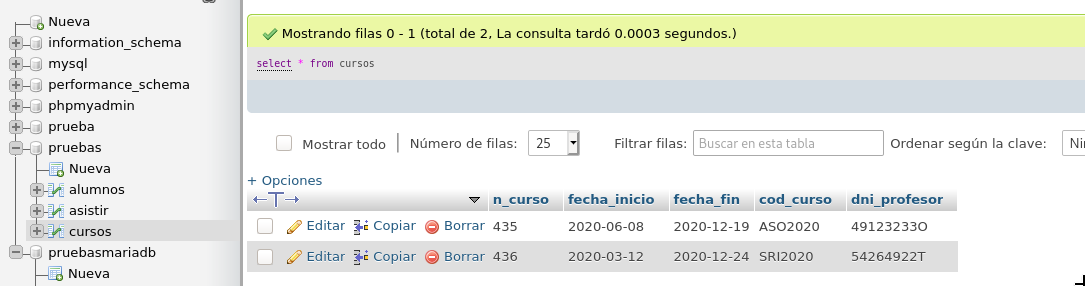 Nueva
information_schema
mysql
performance_schema
phpmyadmin
prueba
pruebas
Nueva
alumnos
asistir
cursos
pruebasmariadb
Nueva
Mostrando filas 0 - 1 (total de 2, La consulta tardó 0.0003 segundos.)
select * from cursos
Mostrar todo Número de filas: 25 Filtrar filas: Buscar en esta tabla Ordenar según la clave:
+ Opciones
n_curso fecha_inicio fecha_fin cod_curso dni_profesor
Editar Copiar Borrar 435 2020-06-08 2020-12-19 ASO2020 49123233O
Editar Copiar Borrar 436 2020-03-12 2020-12-24 SRI2020 54264922T